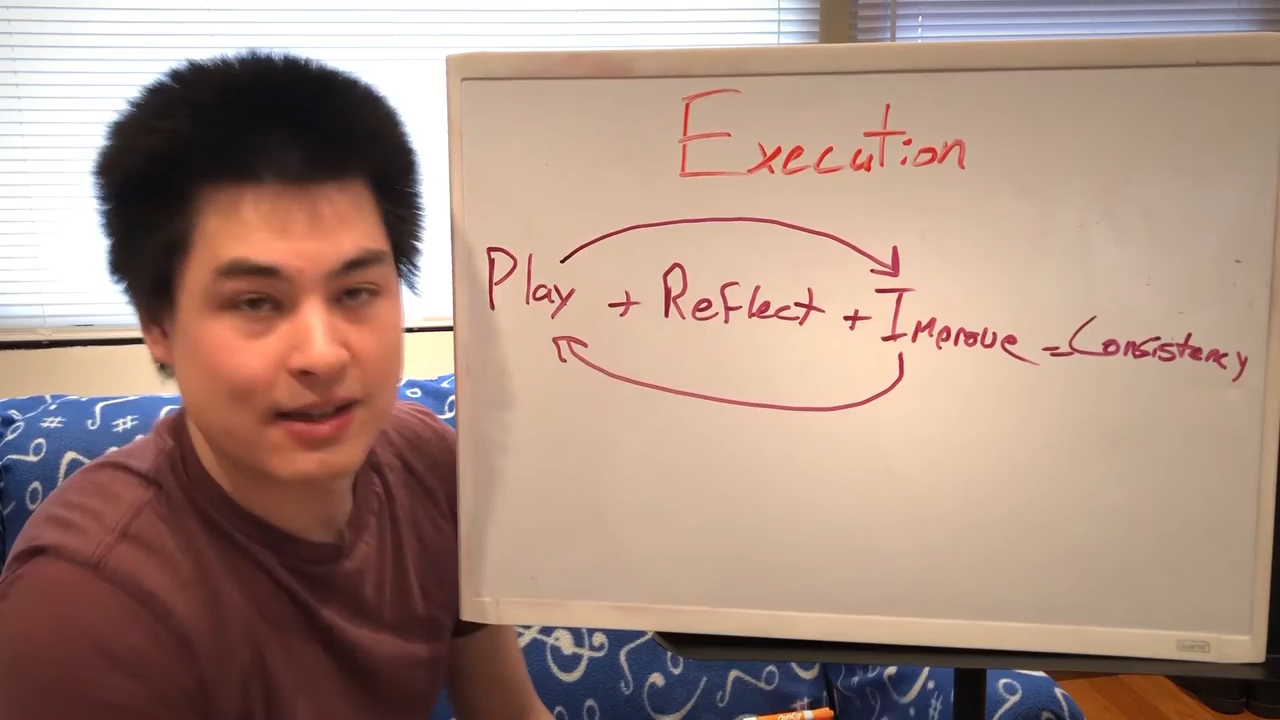 Execution
Play + Reflect + Improve = Consistency